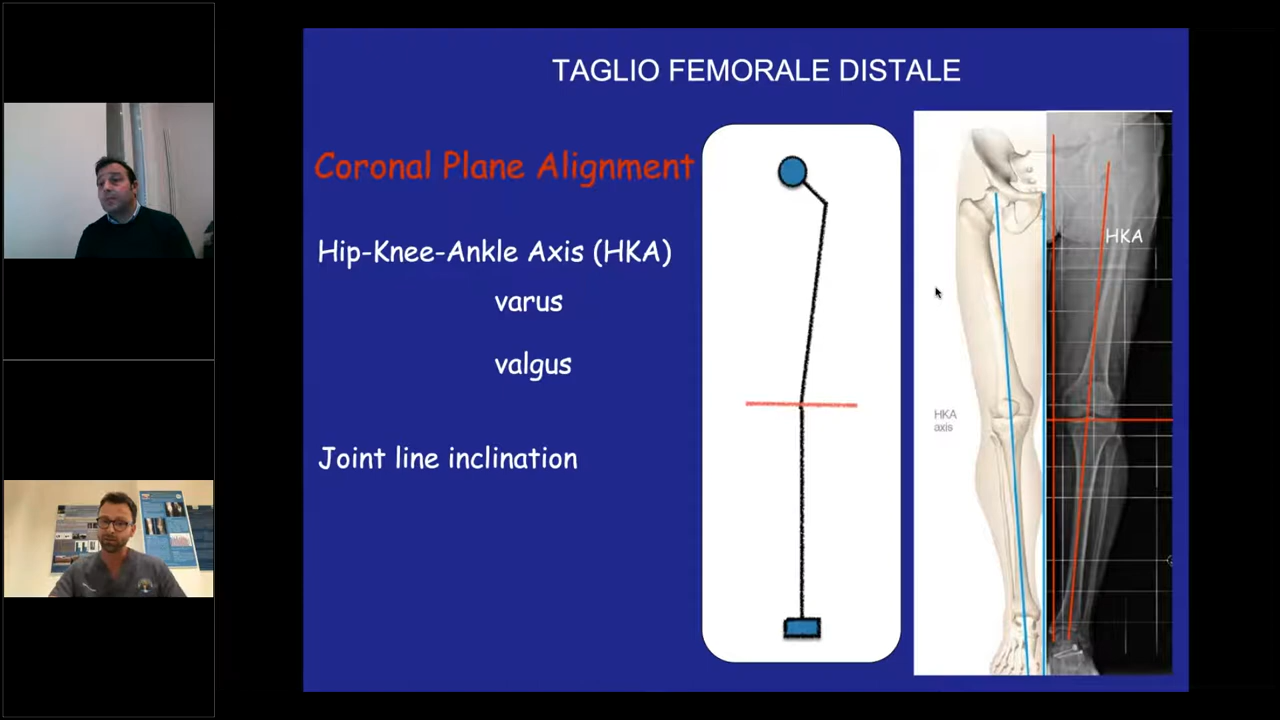 TAGLIO FEMORALE DISTALE
Coronal Plane Alignment
Hip-Knee-Ankle Axis (HKA)
varus
valgus
Joint line inclination
HKA
HKA
axis